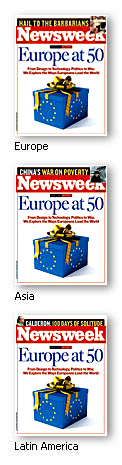 HAIL TO THE BARBARIANS
Newsweek
Europe at 50
From Design to Technology, Politics to War,
We Explore the Ways Europeans Lead the World
Europe
CHINA'S WAR ON POVERTY
Newsweek
Europe at 50
From Design to Technology, Politics to War,
We Explore the Ways Europeans Lead the World
Asia
CALDERON: 100 DAYS OF SOLITUDE
Newsweek
Europe at 50
From Design to Technology, Politics to War,
We Explore the Ways Europeans Lead the World
Latin America